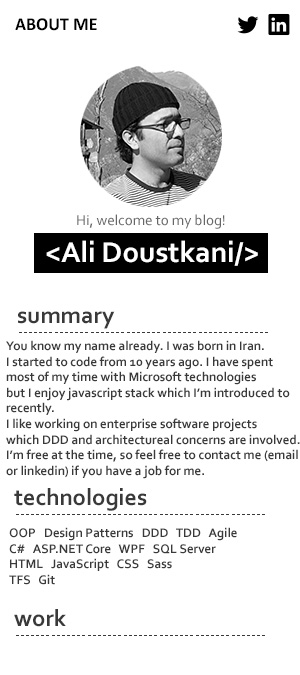 ABOUT ME
Hi, welcome to my blog!
<Ali Doustkani/>
summary
You know my name already. I was born in Iran.
I started to code from 10 years ago. I have spent
most of my time with Microsoft technologies
but I enjoy javascript stack which I'm introduced to
recently.
I like working on enterprise software projects
which DDD and architectureal concerns are involved.
I'm free at the time, so feel free to contact me (email
or linkedin) if you have a job for me.
technologies
OOP Design Patterns DDD TDD Agile
C# ASP.NET Core WPF SQL Server
HTML JavaScript CSS Sass
TFS Git
work